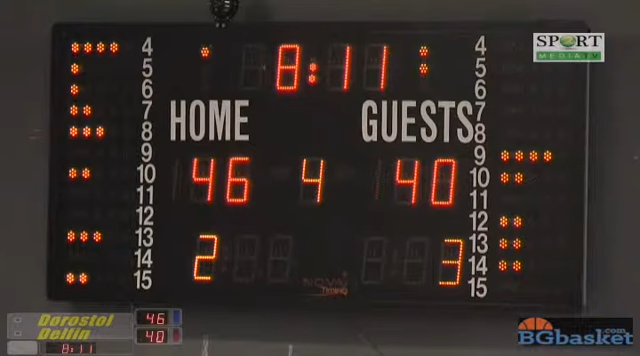 SPORT
MEDIA TV
4 8:11 4
5 5
6 6
7 HOME GUESTS 7
8 8
9 9
10 46 4 40 10
11 11
12 12
13 2 3 13
14 14
15 15
Dorostol 46
Delfin 40
8:11
BGbasket.com